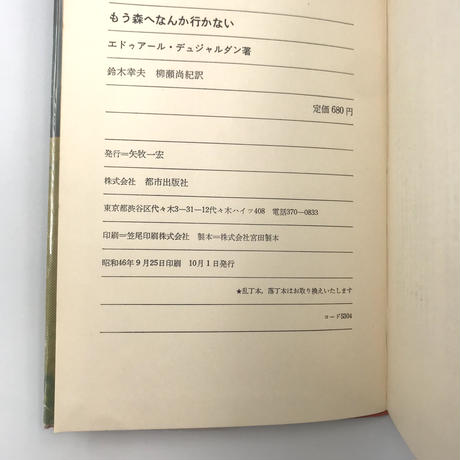 もう森へなんか行かない
エドゥアール・デュジャルダン著
鈴木幸夫　柳瀬尚紀訳
定価 680 円
発行＝矢牧一宏
株式会社　都市出版社
東京都渋谷区代々木3—31—12代々木ハイツ408　電話370—0833
印刷＝笠尾印刷株式会社　製本＝株式会社宮田製本
昭和46年9月25日印刷　10月1日発行
★乱丁本，落丁本はお取り換えいたします
コード5304